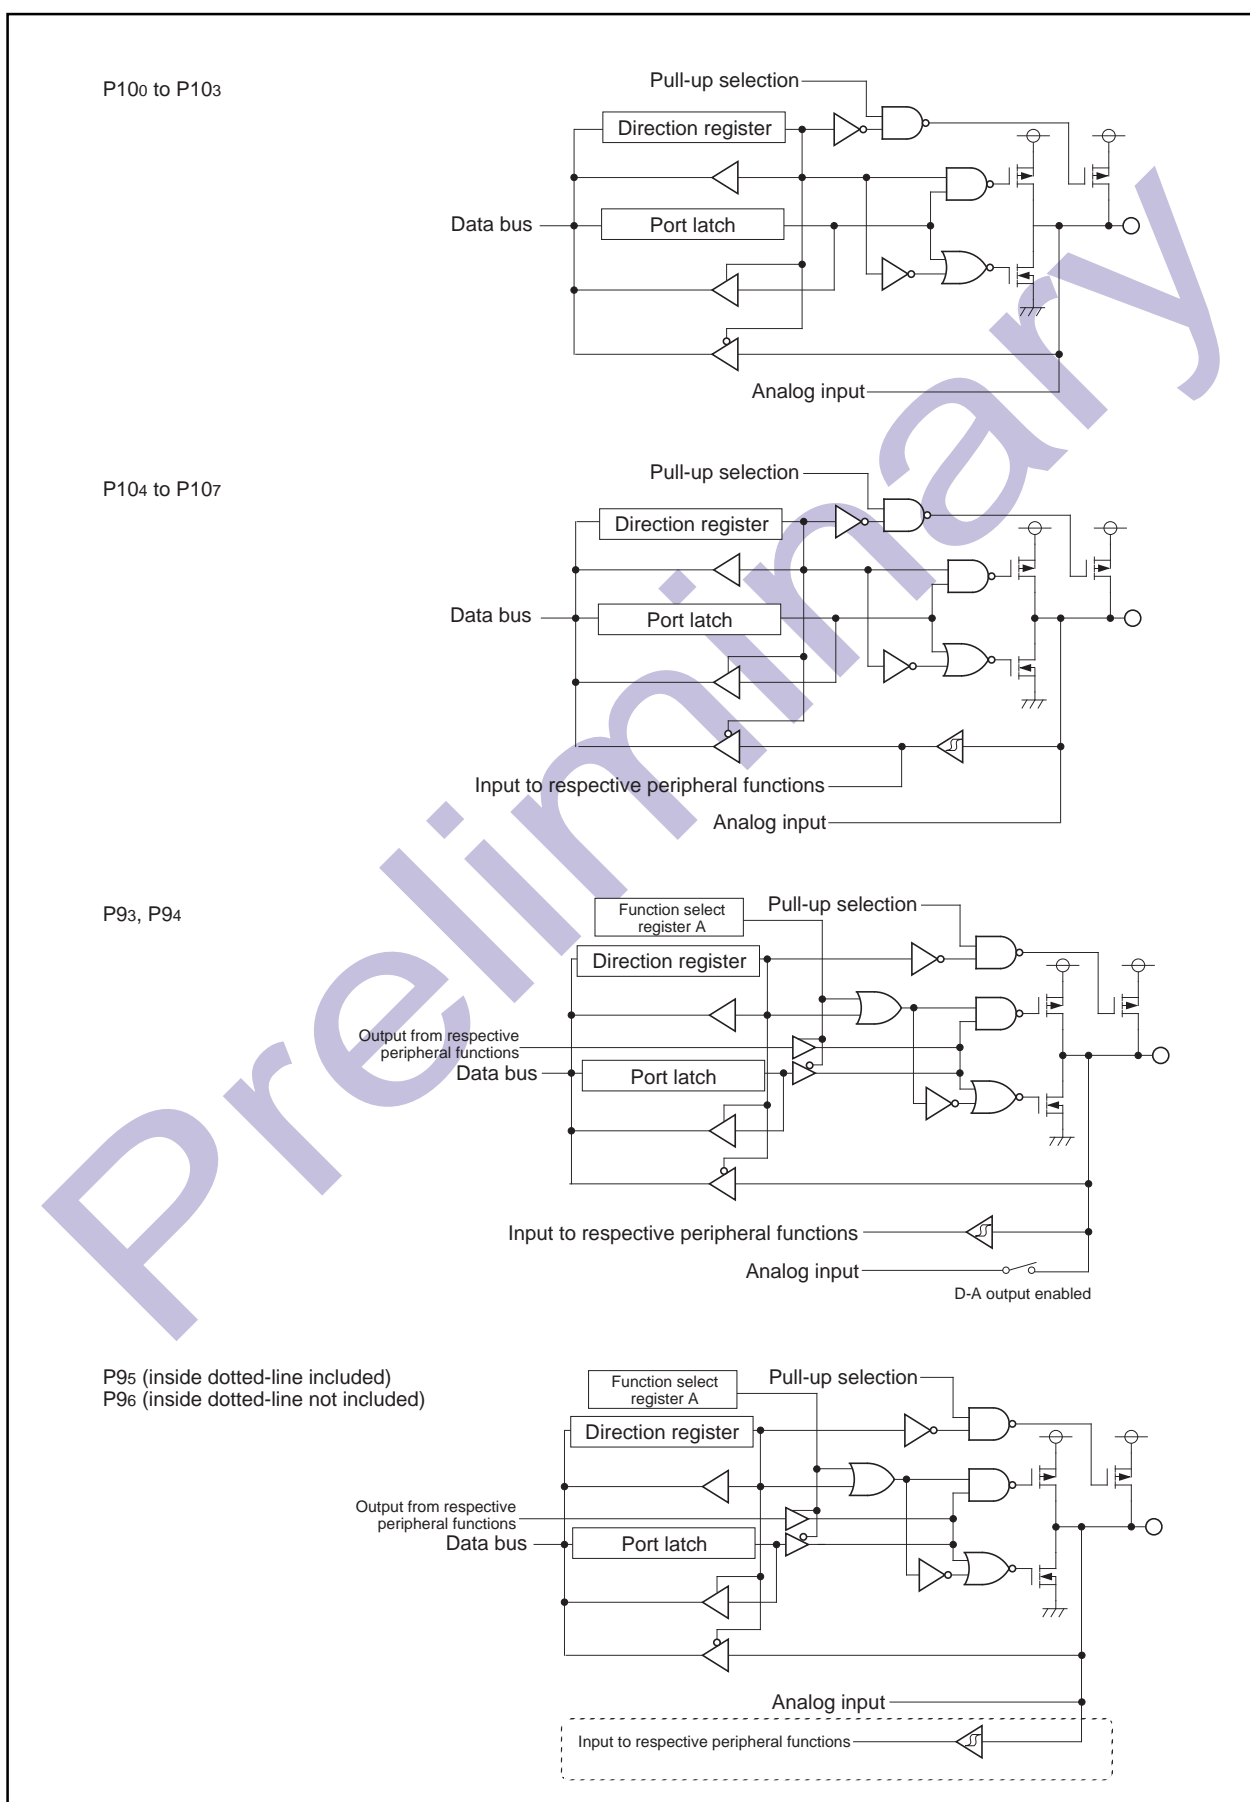 P100 to P103
Pull-up selection
Direction register
Data bus
Port latch
Analog input
P104 to P107
Pull-up selection
Direction register
Data bus
Port latch
Input to respective peripheral functions
Analog input
P93, P94
Function select
register A
Pull-up selection
Direction register
Output from respective
peripheral functions
Data bus
Port latch
Input to respective peripheral functions
Analog input
D-A output enabled
P95 (inside dotted-line included)
P96 (inside dotted-line not included)
Function select
register A
Pull-up selection
Direction register
Output from respective
peripheral functions
Data bus
Port latch
Analog input
Input to respective peripheral functions
Preliminary